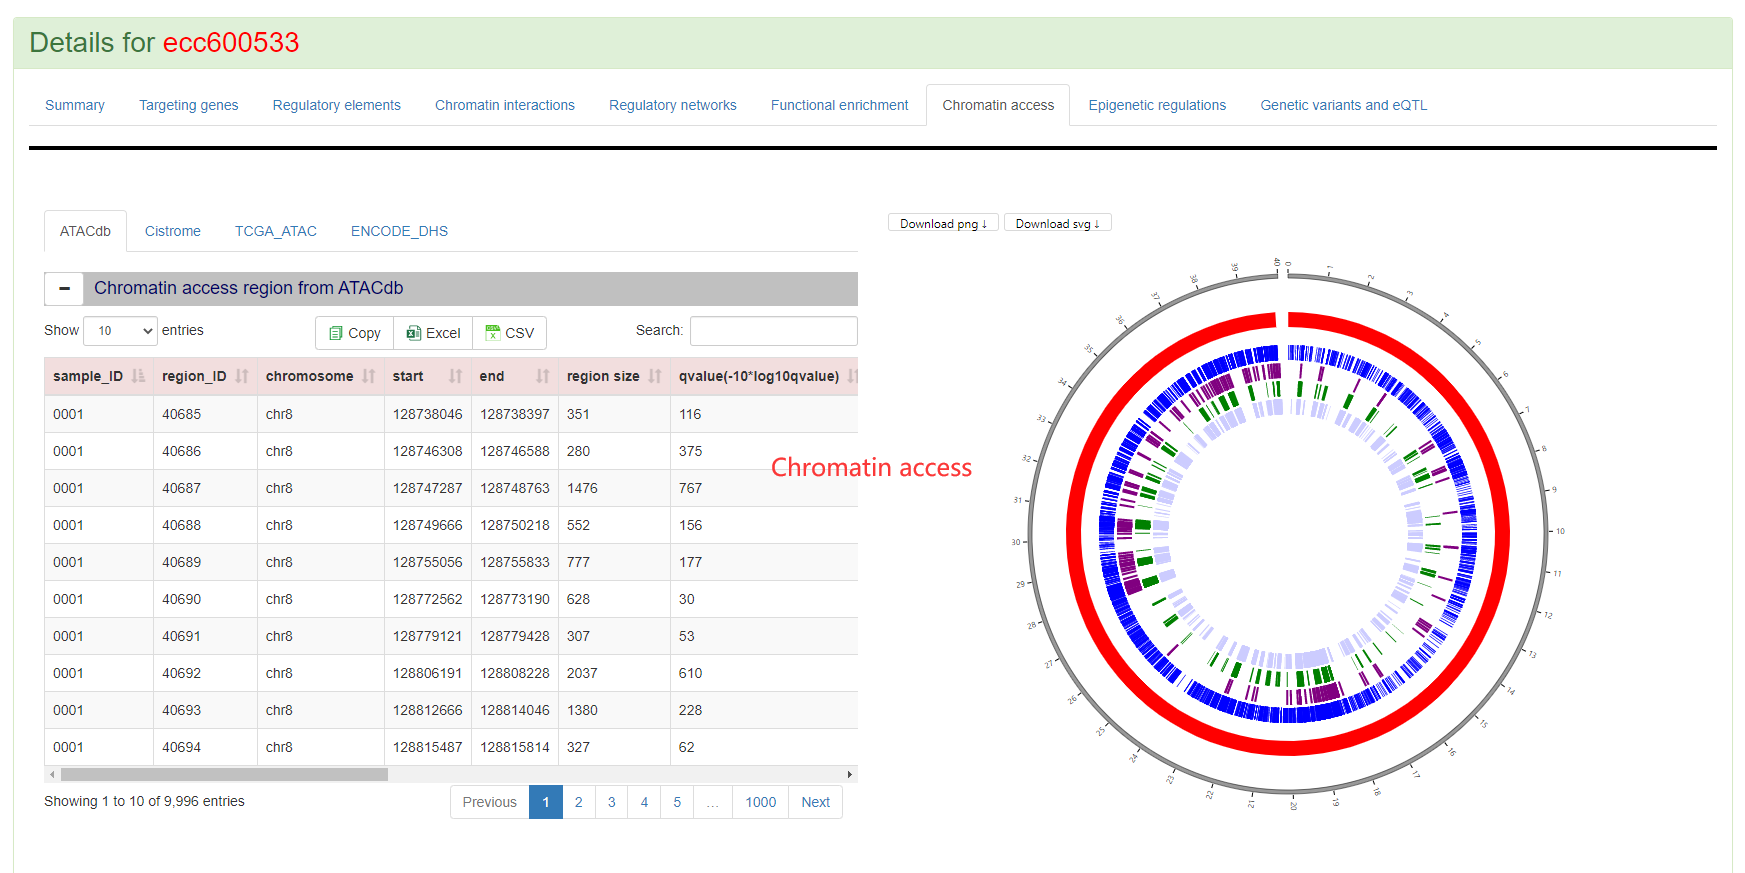 Details for ecc600533
Summary Targeting genes Regulatory elements Chromatin interactions Regulatory networks Functional enrichment Chromatin access Epigenetic regulations Genetic variants and eQTL
ATACdb Cistrome TCGA_ATAC ENCODE_DHS
Chromatin access region from ATACdb
Show 10 entries Copy Excel CSV Search:
sample_ID region_ID chromosome start end region size qvalue(-10*log10qvalue)
0001 40685 chr8 128738046 128738397 351 116
0001 40686 chr8 128746308 128746588 280 375
0001 40687 chr8 128747287 128748763 1476 767
0001 40688 chr8 128749666 128750218 552 156
0001 40689 chr8 128755056 128755833 777 177
0001 40690 chr8 128772562 128773190 628 30
0001 40691 chr8 128779121 128779428 307 53
0001 40692 chr8 128806191 128808228 2037 610
0001 40693 chr8 128812666 128814046 1380 228
0001 40694 chr8 128815487 128815814 327 62
Showing 1 to 10 of 9,996 entries
Previous 1 2 3 4 5 … 1000 Next
Chromatin access
Download png↓ Download svg↓
0
1
2
3
4
5
6
7
8
9
10
11
12
13
14
15
16
17
18
19
20
21
22
23
24
25
26
27
28
29
30
31
32
33
34
35
36
37
38
39
40